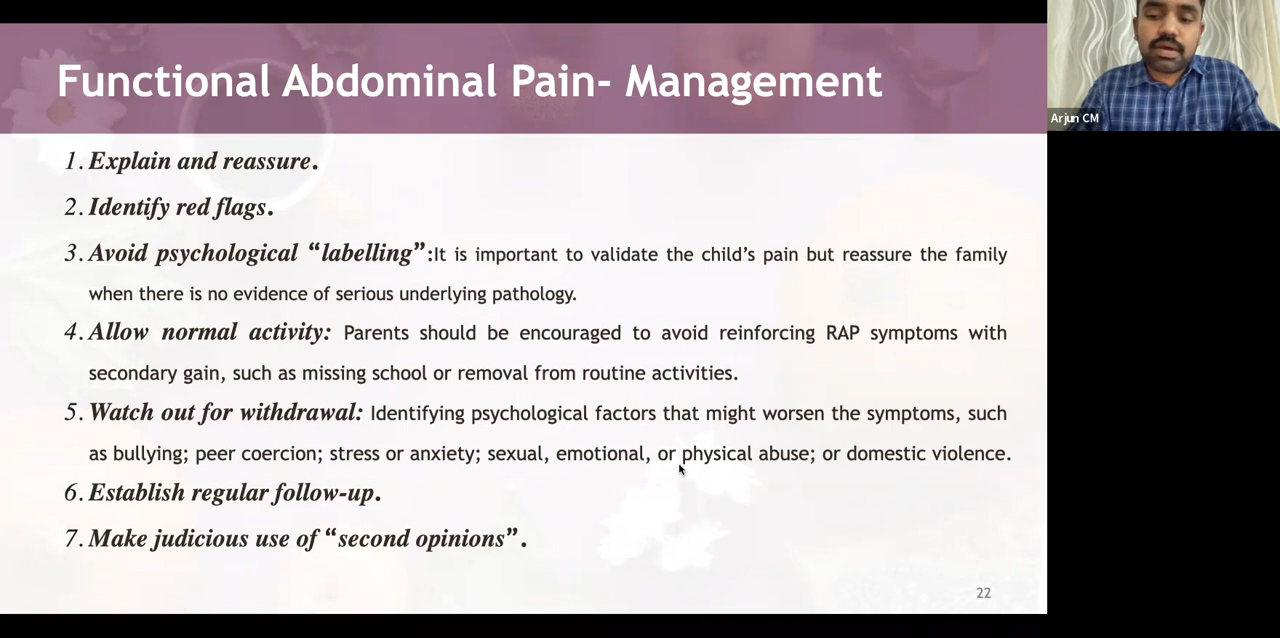 Functional Abdominal Pain- Management
Arjun CM
1. Explain and reassure.
2. Identify red flags.
3. Avoid psychological “labelling”:It is important to validate the child’s pain but reassure the family
when there is no evidence of serious underlying pathology.
4. Allow normal activity: Parents should be encouraged to avoid reinforcing RAP symptoms with
secondary gain, such as missing school or removal from routine activities.
5. Watch out for withdrawal: Identifying psychological factors that might worsen the symptoms, such
as bullying; peer coercion; stress or anxiety; sexual, emotional, or physical abuse; or domestic violence.
6. Establish regular follow-up.
7. Make judicious use of “second opinions”.
22